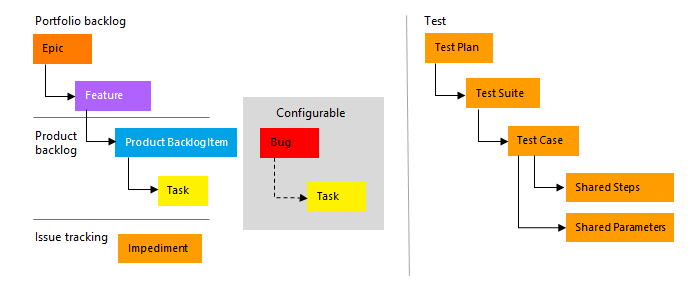 Portfolio backlog
Epic
Feature
Product
backlog
Product Backlog Item
Task
Issue tracking
Impediment
Configurable
Bug
Task
Test
Test Plan
Test Suite
Test Case
Shared Steps
Shared Parameters